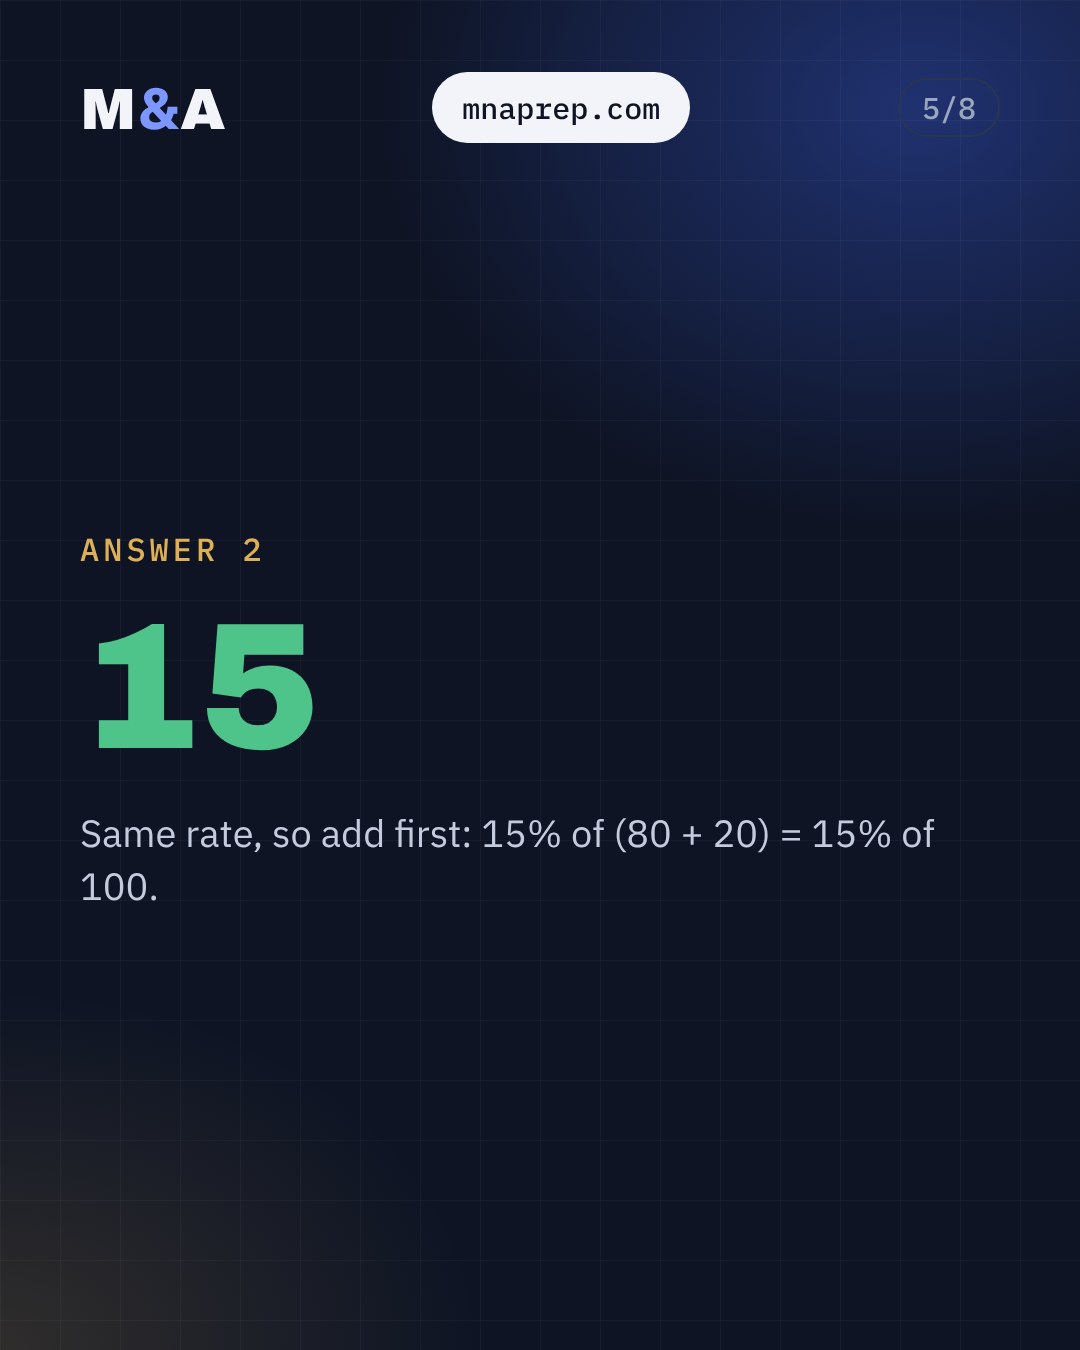 M&A
mnaprep.com
5/8
ANSWER 2
15
Same rate, so add first: 15% of (80 + 20) = 15% of
100.